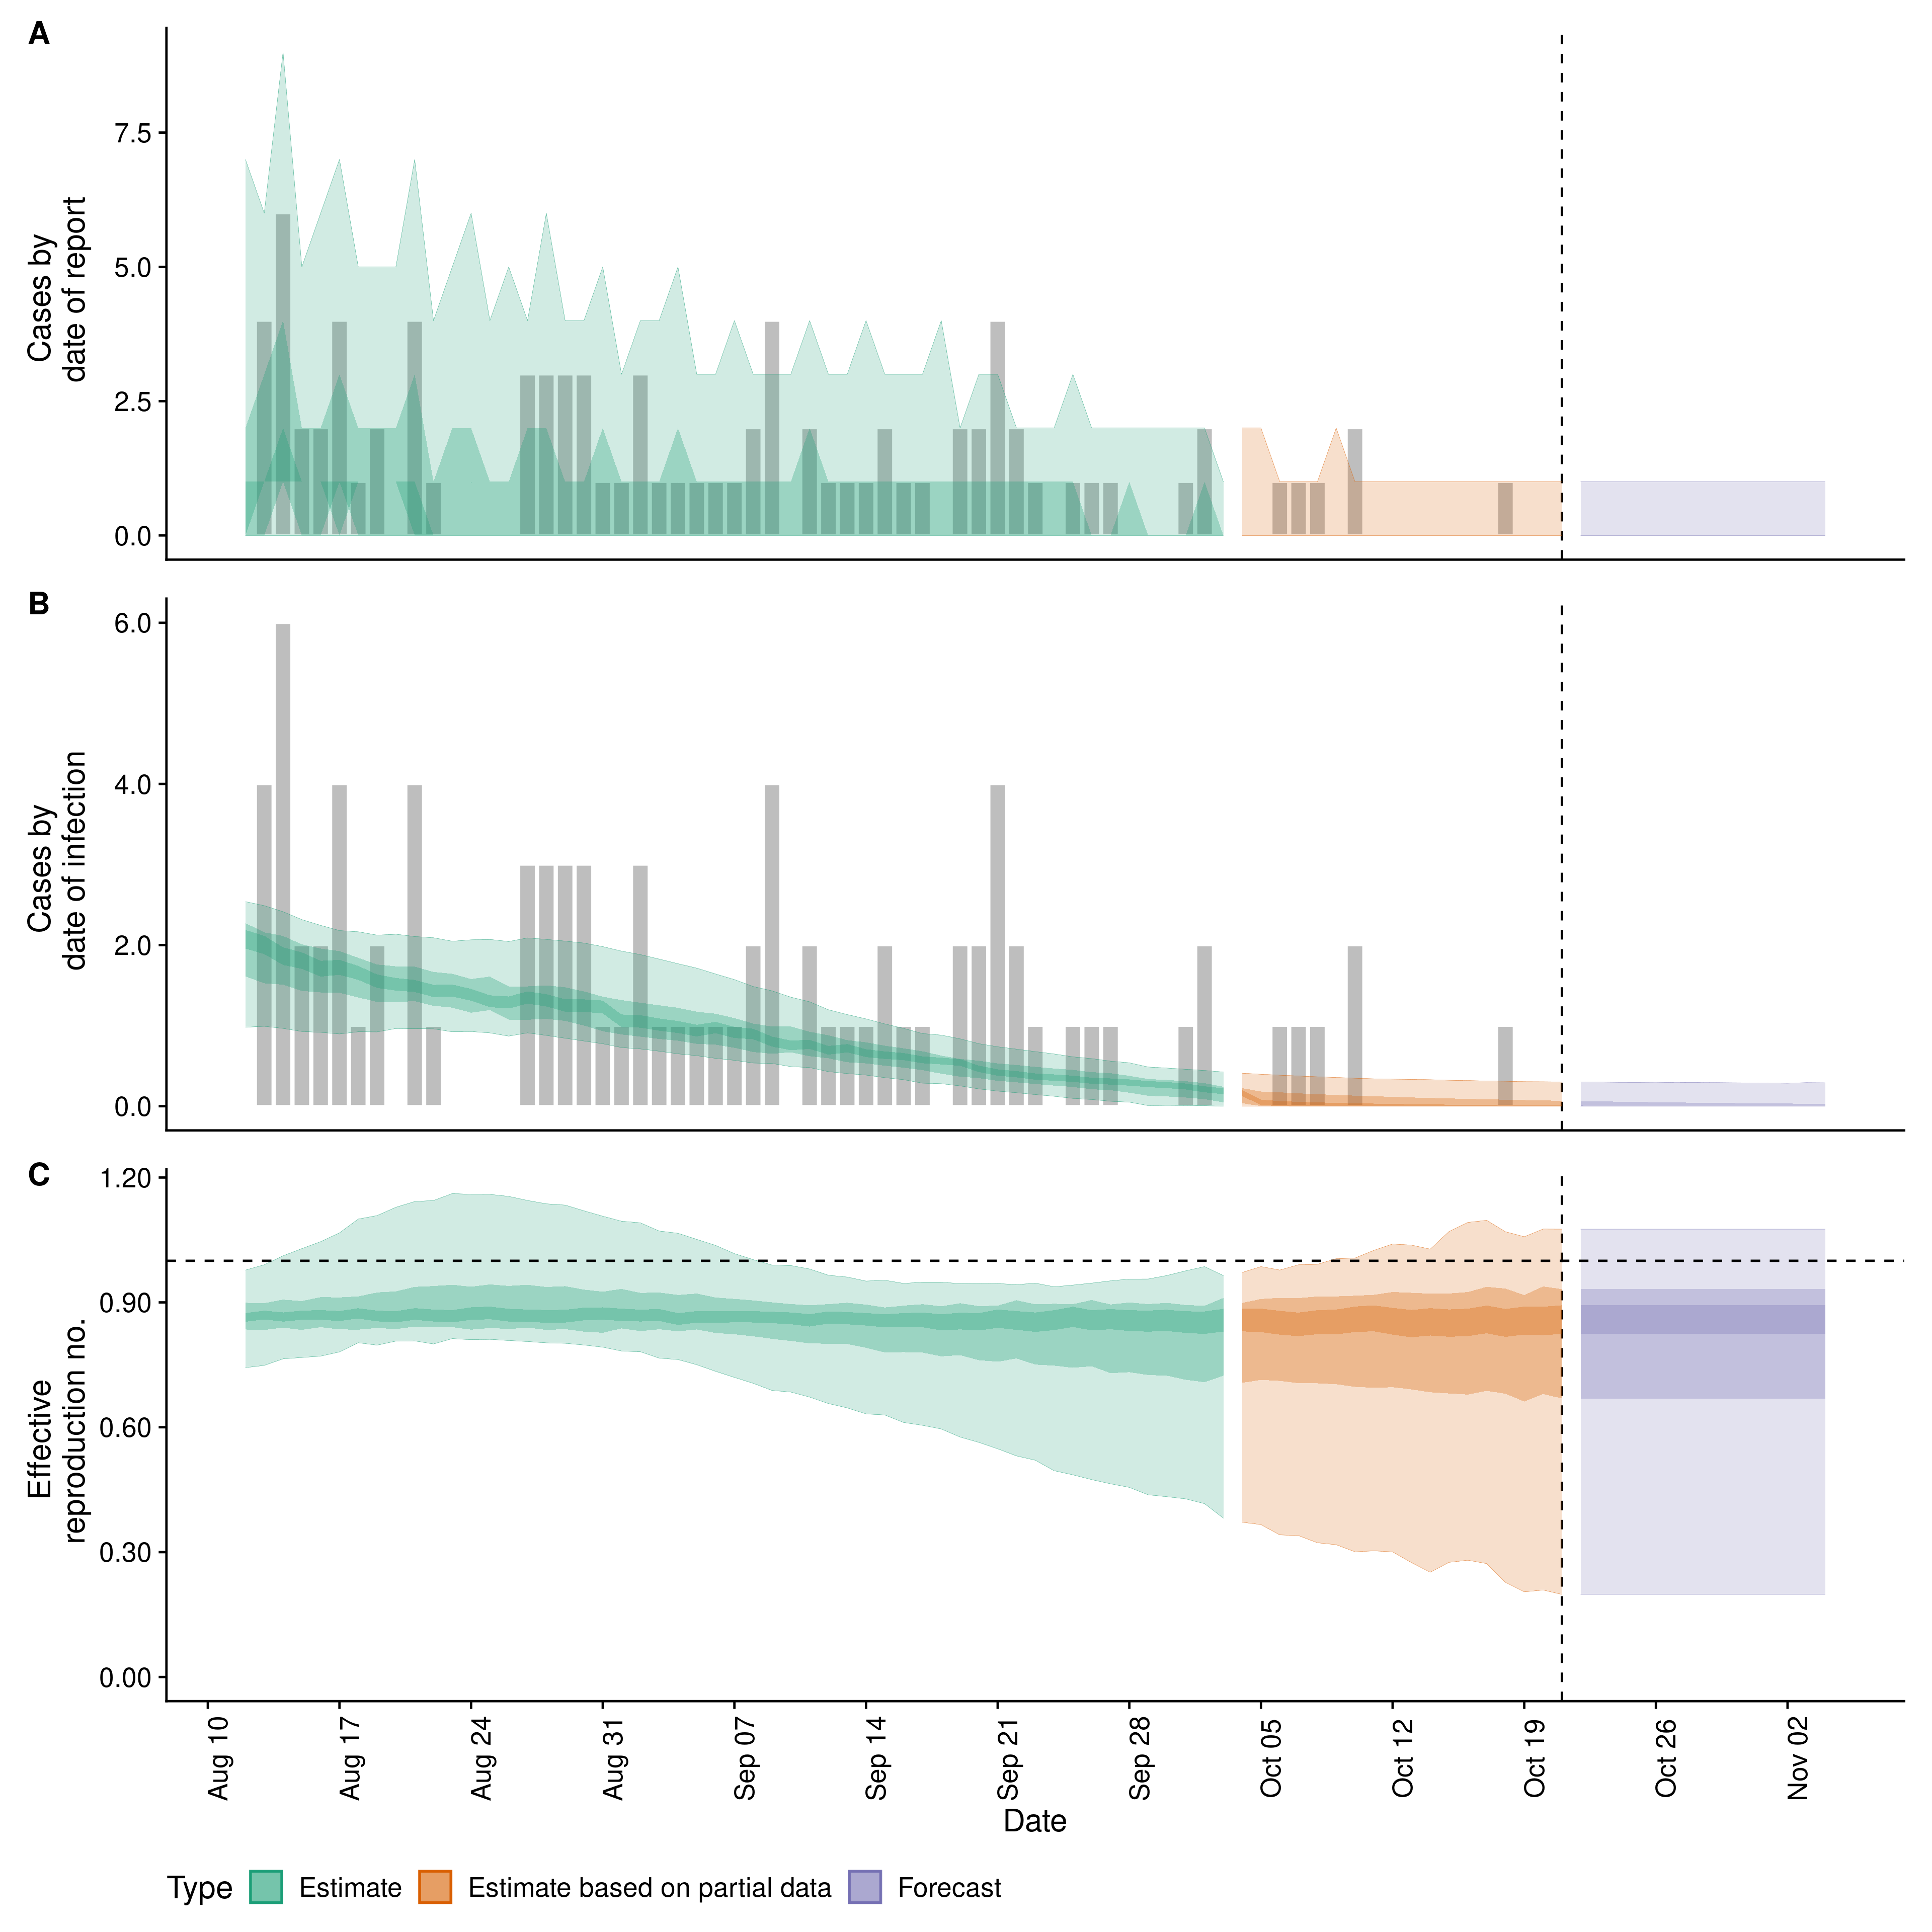 A
Cases by
date of report
7.5
5.0
2.5
0.0
B
Cases by
date of infection
6.0
4.0
2.0
0.0
C
Effective
reproduction no.
1.20
0.90
0.60
0.30
0.00
Aug 10
Aug 17
Aug 24
Aug 31
Sep 07
Sep 14
Sep 21
Sep 28
Oct 05
Oct 12
Oct 19
Oct 26
Nov 02
Date
Type Estimate Estimate based on partial data Forecast